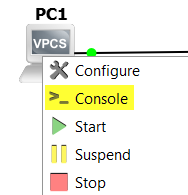 PC1
VPCS
Configure
Console
Start
Suspend
Stop